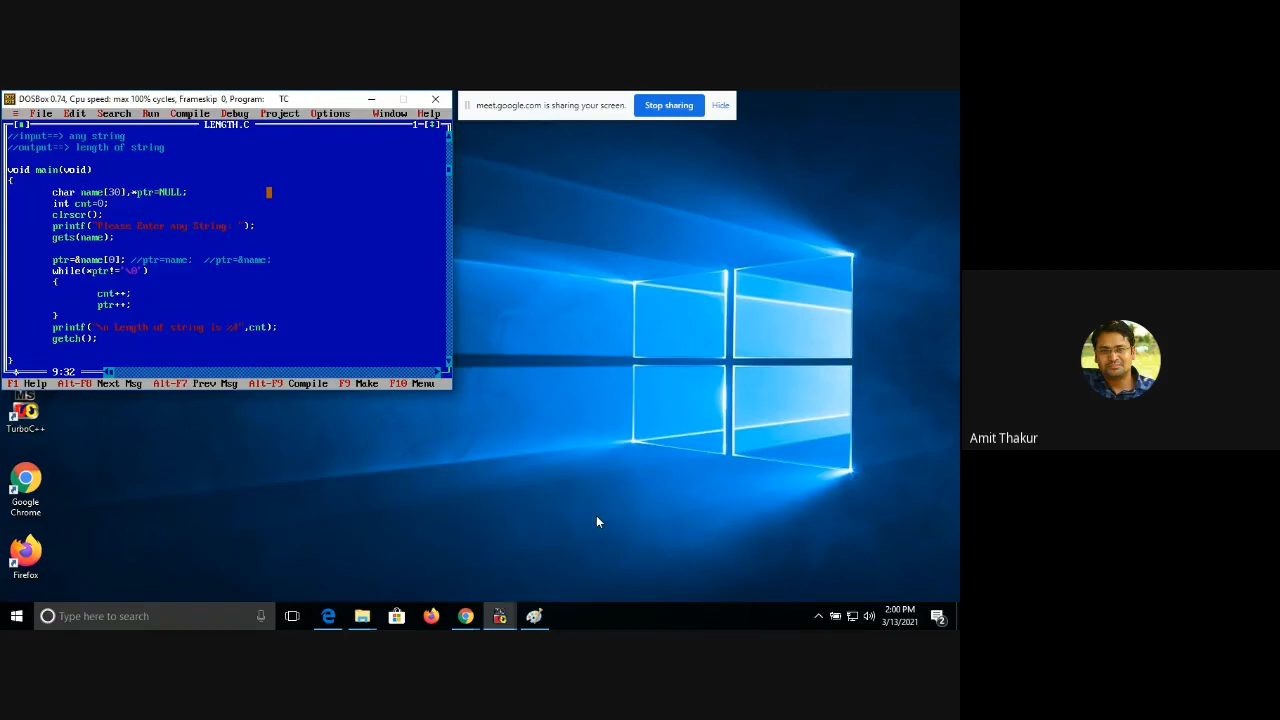 DOSBox 0.74, Cpu speed: max 100% cycles, Frameskip 0, Program: TC
≡ File Edit Search Run Compile Debug Project Options Window Help
LENGTH.C 1
//input==> any string
//output==> length of string
void main(void)
{
char name[30],*ptr=NULL;
int cnt=0;
clrscr();
printf("Please Enter any String: ");
gets(name);
ptr=&name[0]; //ptr=name; //ptr=&name;
while(*ptr!='\0')
{
cnt++;
ptr++;
}
printf("\n Length of string is %d",cnt);
getch();
}
9:32
F1 Help Alt-F8 Next Msg Alt-F7 Prev Msg Alt-F9 Compile F9 Make F10 Menu
meet.google.com is sharing your screen. Stop sharing Hide
TurboC++
Google
Chrome
Firefox
Type here to search
2:00 PM
3/13/2021
2
Amit Thakur